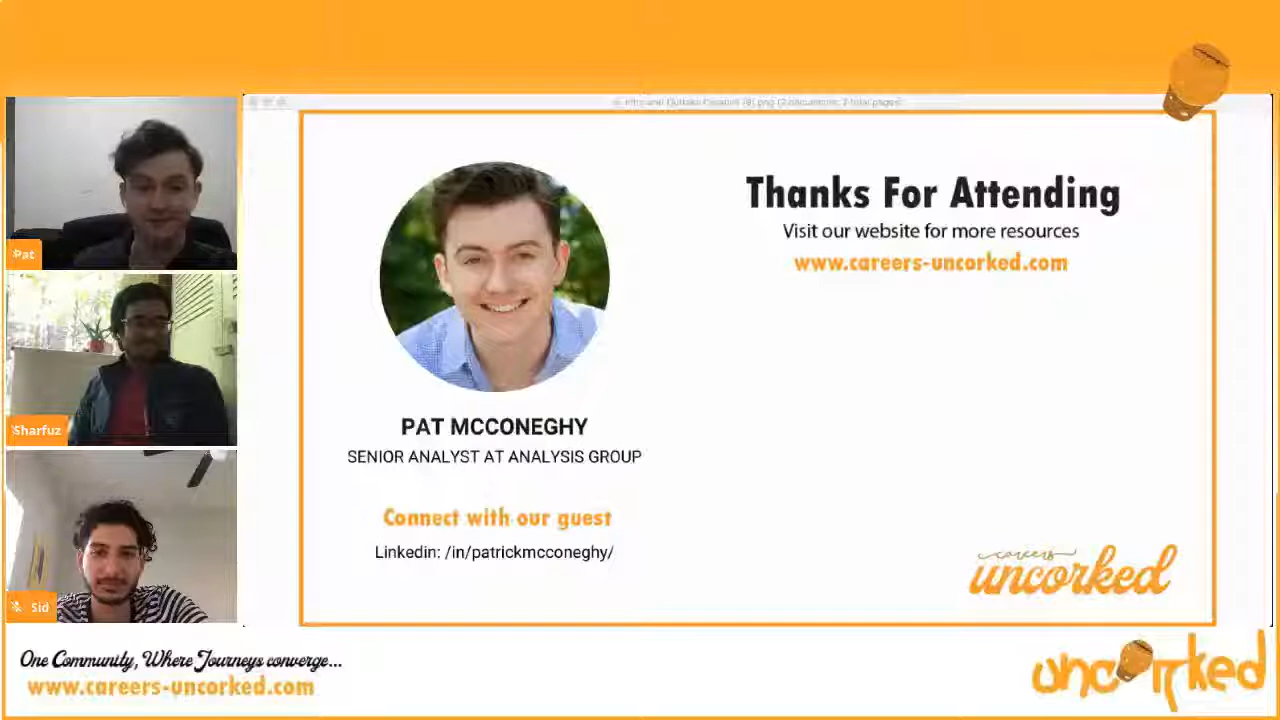 Pat
Sharfuz
Sid
Thanks For Attending
Visit our website for more resources
www.careers-uncorked.com
PAT MCCONEGHY
SENIOR ANALYST AT ANALYSIS GROUP
Connect with our guest
Linkedin: /in/patrickmcconeghy/
careers
uncorked
One Community, Where Journeys converge...
www.careers-uncorked.com
uncorked